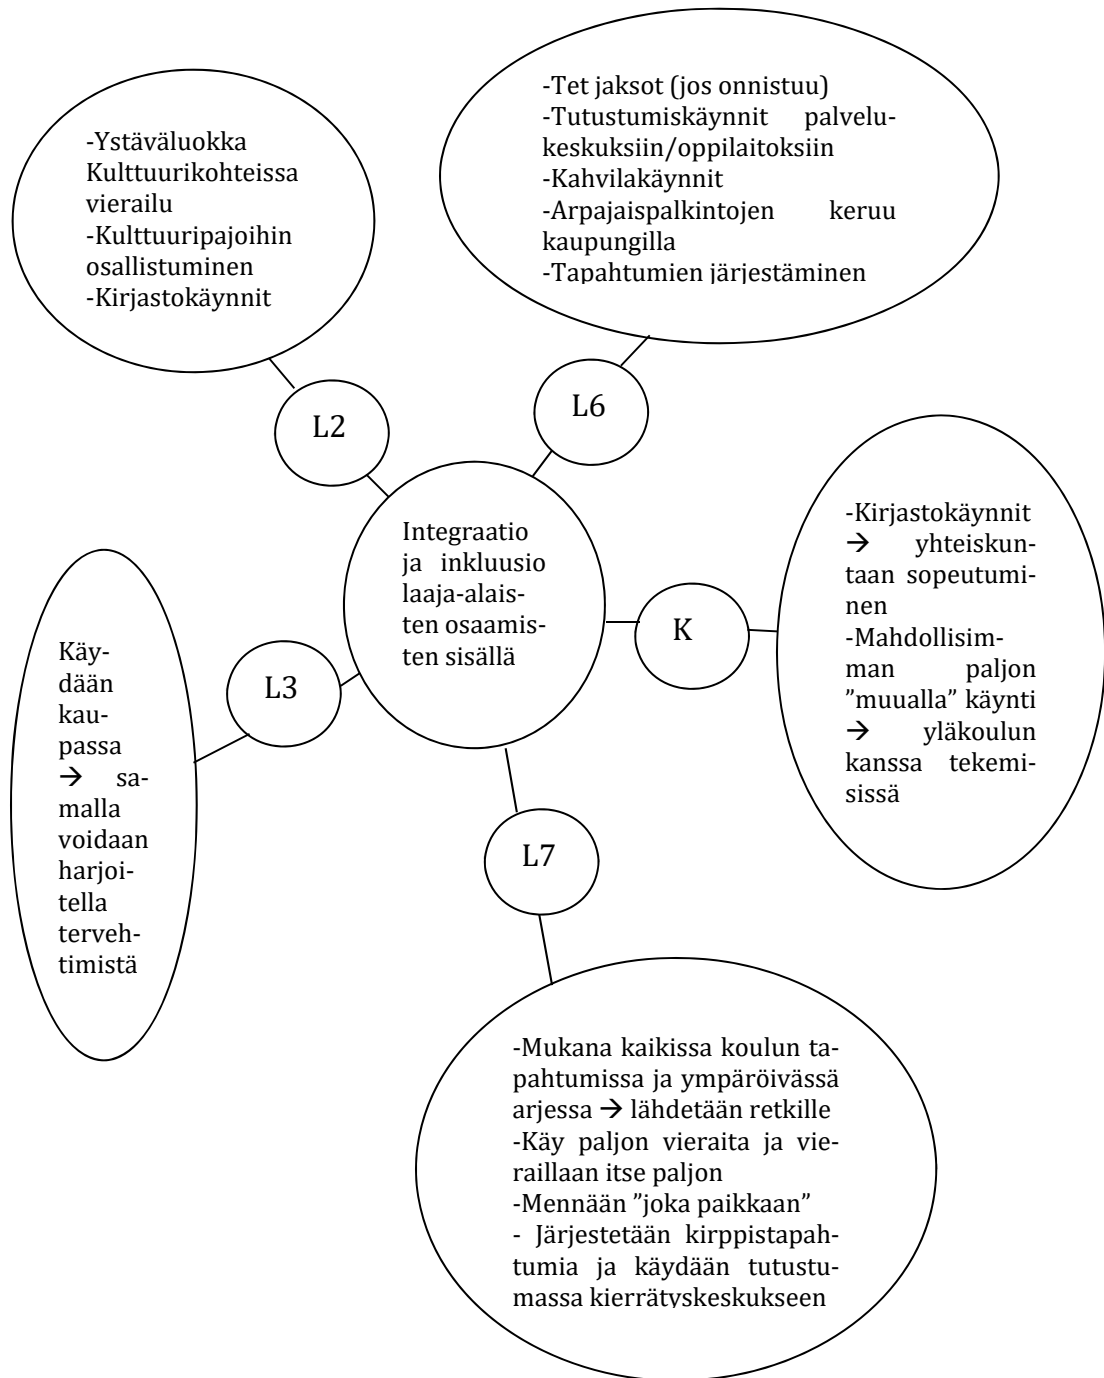 -Ystäväluokka
Kulttuurikohteissa
vierailu
-Kulttuuripajoihin
osallistuminen
-Kirjastokäynnit
-Tet jaksot (jos onnistuu)
-Tutustumiskäynnit palvelu-
keskuksiin/oppilaitoksiin
-Kahvilakäynnit
-Arpajaispalkintojen keruu
kaupungilla
-Tapahtumien järjestäminen
L2
L6
Integraatio
ja inkluusio
laaja-alais-
ten osaamis-
ten sisällä
K
-Kirjastokäynnit
→ yhteiskun-
taan sopeutumi-
nen
-Mahdollisim-
man paljon
”muualla” käynti
→ yläkoulun
kanssa tekemi-
sissä
L3
Käy-
dään
kau-
passa
→ sa-
malla
voidaan
harjoi-
tella
terveh-
timistä
L7
-Mukana kaikissa koulun ta-
pahtumissa ja ympäröivässä
arjessa → lähdetään retkille
-Käy paljon vieraita ja vie-
raillaan itse paljon
-Mennään ”joka paikkaan”
- Järjestetään kirppistapah-
tumia ja käydään tutustu-
massa kierrätyskeskukseen